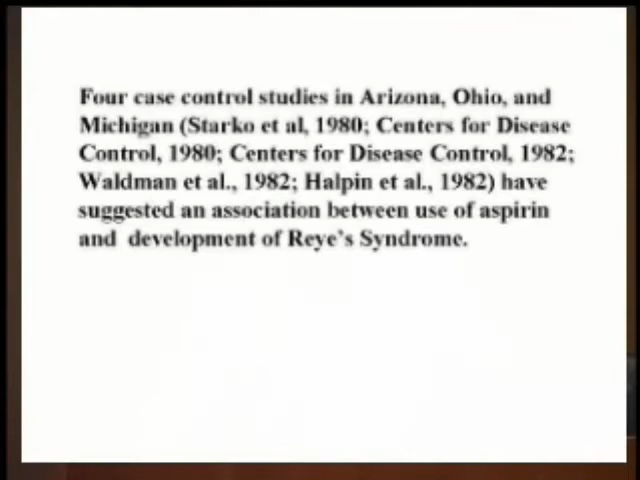 Four case control studies in Arizona, Ohio, and
Michigan (Starko et al, 1980; Centers for Disease
Control, 1980; Centers for Disease Control, 1982;
Waldman et al., 1982; Halpin et al., 1982) have
suggested an association between use of aspirin
and  development of Reye's Syndrome.